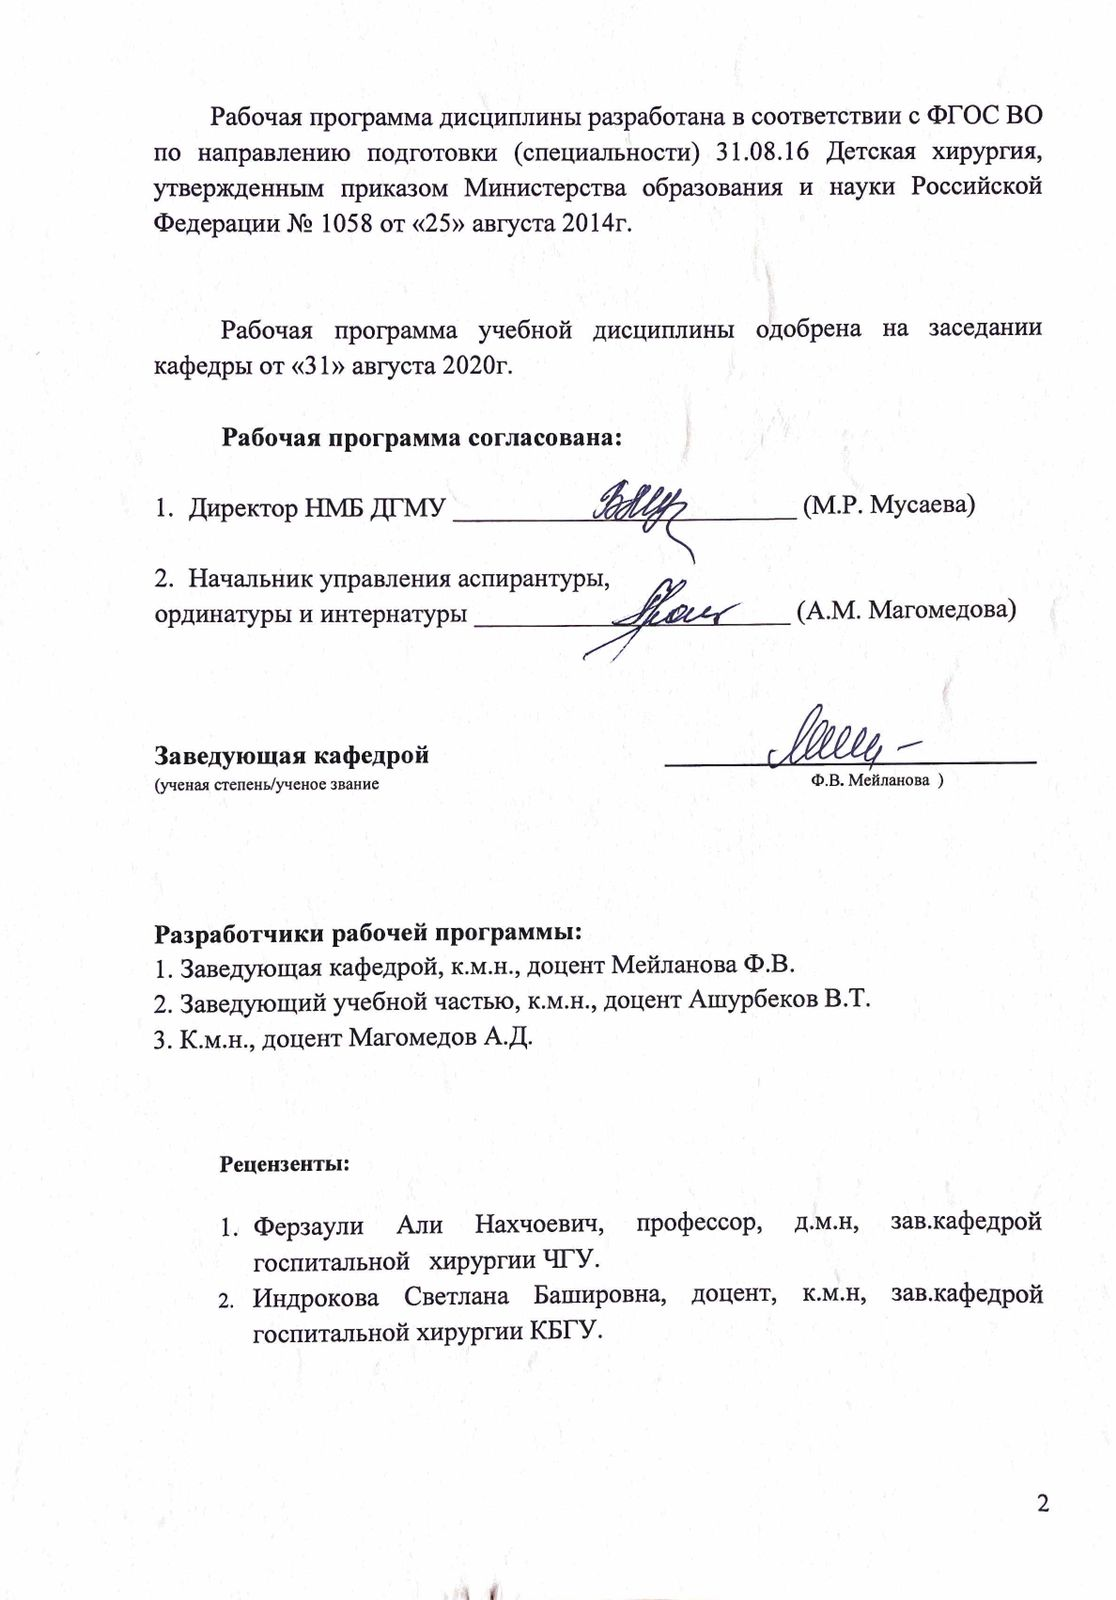 Рабочая программа дисциплины разработана в соответствии с ФГОС ВО
по направлению подготовки (специальности) 31.08.16 Детская хирургия,
утвержденным приказом Министерства образования и науки Российской
Федерации № 1058 от «25» августа 2014г.
Рабочая программа учебной дисциплины одобрена на заседании
кафедры от «31» августа 2020г.
Рабочая программа согласована:
1. Директор НМБ ДГМУ (М.Р. Мусаева)
2. Начальник управления аспирантуры,
ординатуры и интернатуры (А.М. Магомедова)
Заведующая кафедрой
(ученая степень/ученое звание Ф.В. Мейланова )
Разработчики рабочей программы:
1. Заведующая кафедрой, к.м.н., доцент Мейланова Ф.В.
2. Заведующий учебной частью, к.м.н., доцент Ашурбеков В.Т.
3. К.м.н., доцент Магомедов А.Д.
Рецензенты:
1. Ферзаули Али Нахчоевич, профессор, д.м.н, зав.кафедрой
госпитальной хирургии ЧГУ.
2. Индрокова Светлана Башировна, доцент, к.м.н, зав.кафедрой
госпитальной хирургии КБГУ.
2